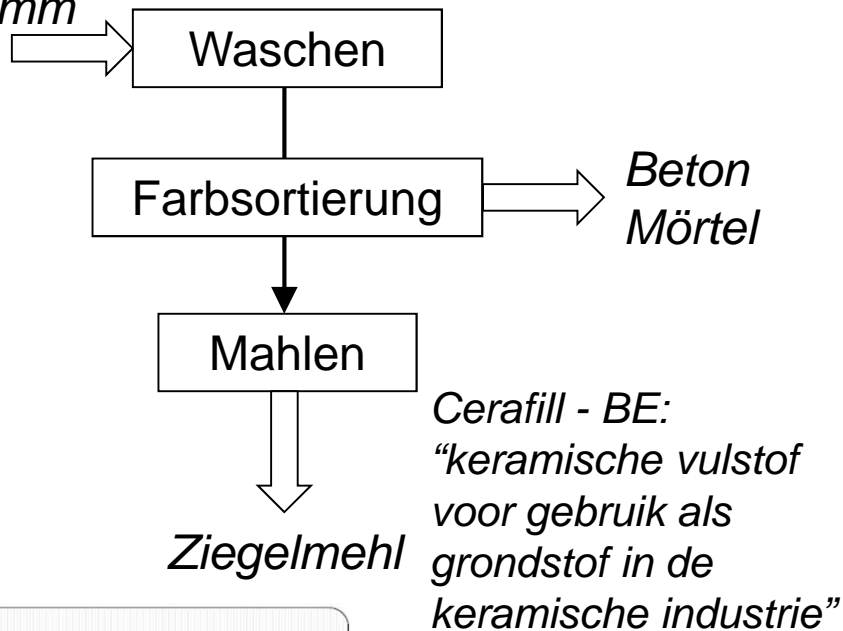 mm
Waschen
Farbsortierung
Beton
Mörtel
Mahlen
Cerafill - BE:
“keramische vulstof
voor gebruik als
grondstof in de
keramische industrie”
Ziegelmehl